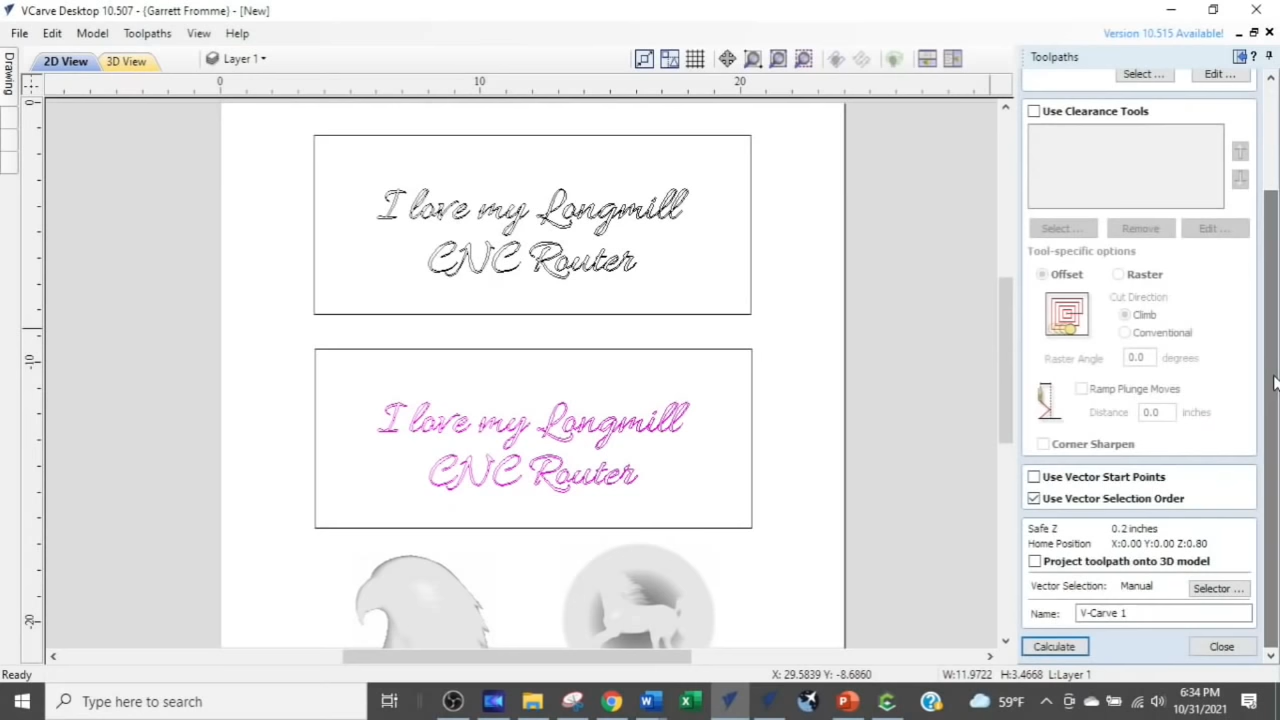 VCarve Desktop 10.507 - {Garrett Fromme} - [New]
File Edit Model Toolpaths View Help
Version 10.515 Available!
2D View 3D View Layer 1
Drawing
Toolpaths
0 10 20
Select ... Edit ...
Use Clearance Tools
Select ... Remove Edit ...
Tool-specific options
Offset Raster
Cut Direction
Climb
Conventional
Raster Angle 0.0 degrees
Ramp Plunge Moves
Distance 0.0 inches
Corner Sharpen
Use Vector Start Points
Use Vector Selection Order
Safe Z 0.2 inches
Home Position X:0.00 Y:0.00 Z:0.80
Project toolpath onto 3D model
Vector Selection: Manual Selector ...
Name: V-Carve 1
Calculate Close
0
-10
-20
I love my Longmill
CNC Router
I love my Longmill
CNC Router
Ready X: 29.5839 Y: -8.6860 W:11.9722 H:3.4668 L:Layer 1
Type here to search
59°F
6:34 PM
10/31/2021